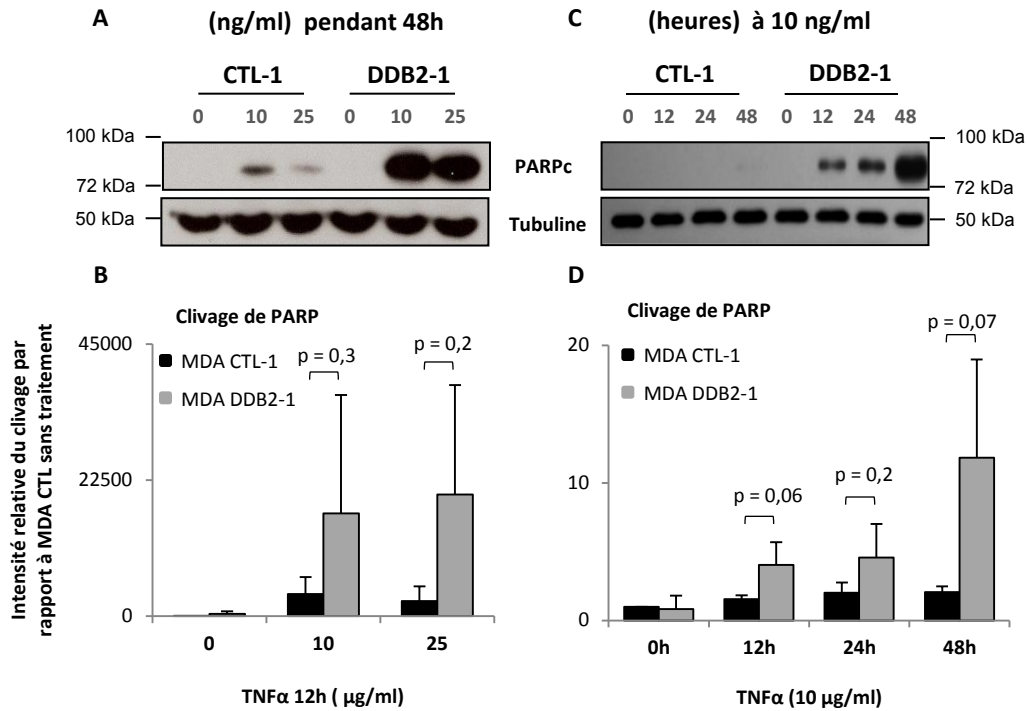 A
(ng/ml) pendant 48h
CTL-1
DDB2-1
0 10 25 0 10 25
100 kDa
72 kDa
50 kDa
PARPc
Tubuline
C
(heures) à 10 ng/ml
CTL-1
DDB2-1
0 12 24 48 0 12 24 48
100 kDa
72 kDa
50 kDa
B
Clivage de PARP
MDA CTL-1
MDA DDB2-1
Intensité relative du clivage par
rapport à MDA CTL sans traitement
45000
22500
0
p = 0,3
p = 0,2
0 10 25
TNFα 12h ( µg/ml)
D
Clivage de PARP
MDA CTL-1
MDA DDB2-1
20
10
0
p = 0,06
p = 0,2
p = 0,07
0h 12h 24h 48h
TNFα (10 µg/ml)